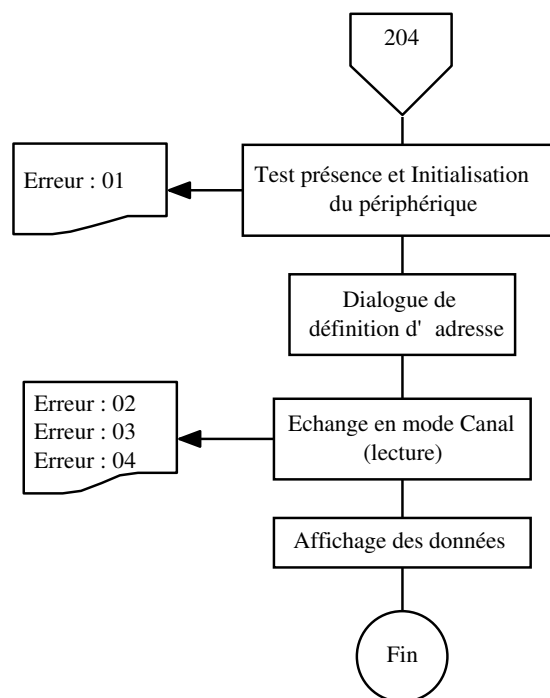 204
Erreur : 01
Test présence et Initialisation
du périphérique
Dialogue de
définition d' adresse
Erreur : 02
Erreur : 03
Erreur : 04
Echange en mode Canal
(lecture)
Affichage des données
Fin